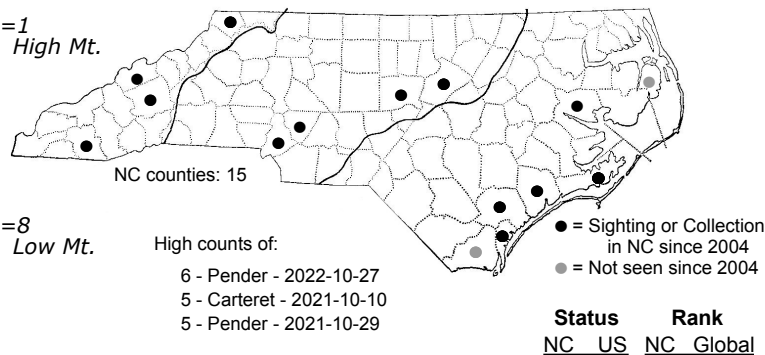 =1
High Mt.
NC counties: 15
=8
Low Mt.
High counts of:
6 - Pender - 2022-10-27
5 - Carteret - 2021-10-10
5 - Pender - 2021-10-29
= Sighting or Collection
in NC since 2004
= Not seen since 2004
Status Rank
NC US NC Global